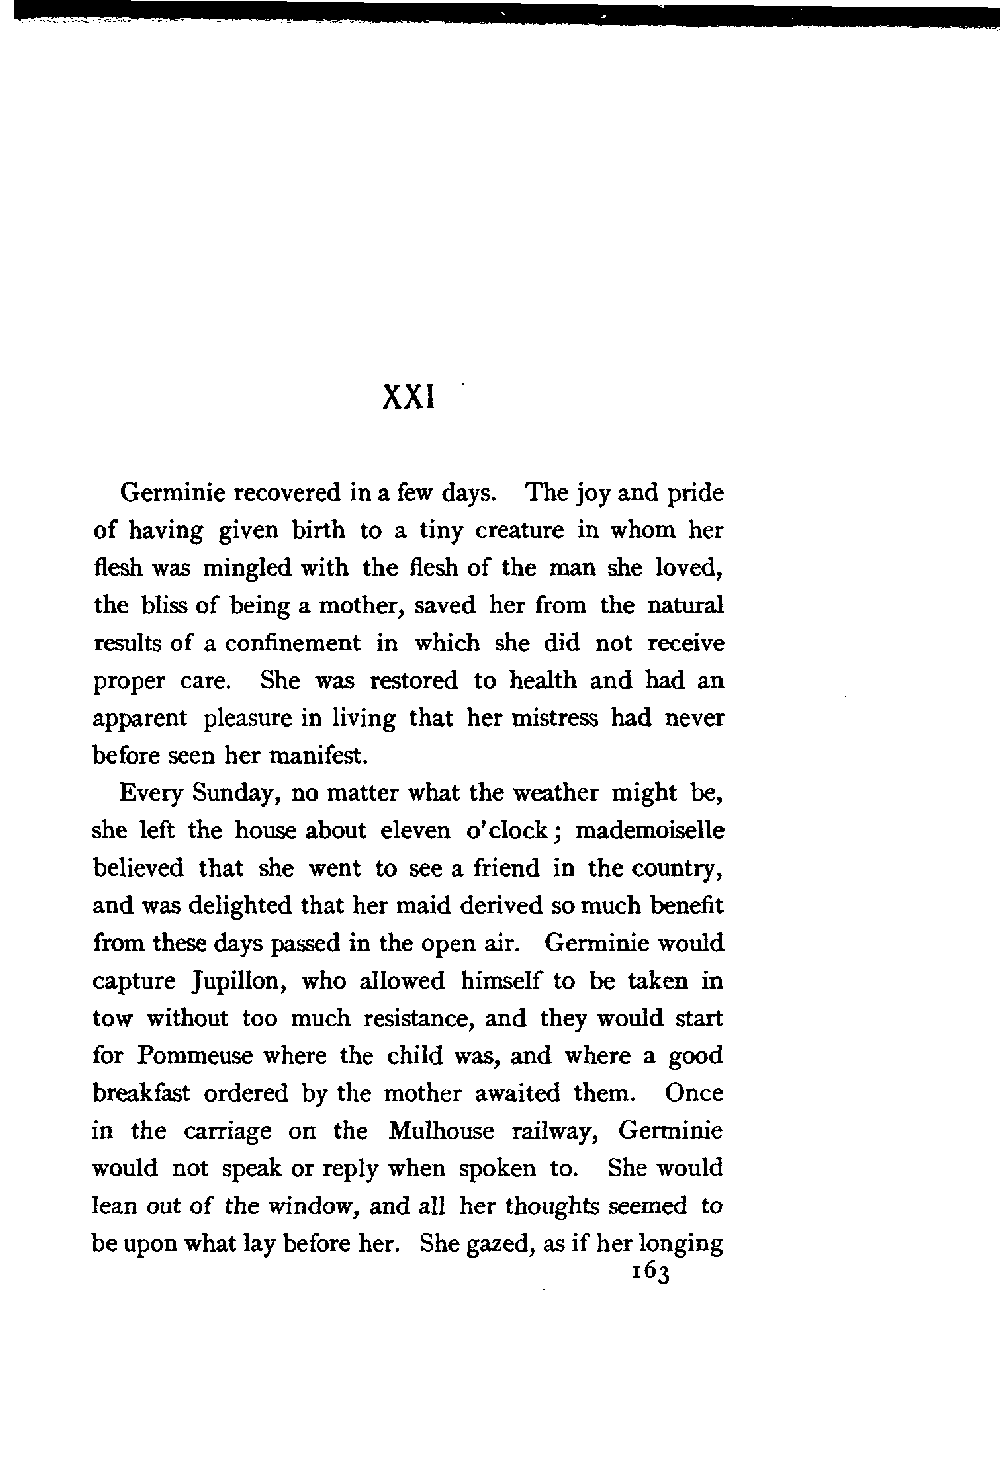 XXI
Germinie recovered in a few days. The joy and pride
of having given birth to a tiny creature in whom her
flesh was mingled with the flesh of the man she loved,
the bliss of being a mother, saved her from the natural
results of a confinement in which she did not receive
proper care. She was restored to health and had an
apparent pleasure in living that her mistress had never
before seen her manifest.
Every Sunday, no matter what the weather might be,
she left the house about eleven o'clock; mademoiselle
believed that she went to see a friend in the country,
and was delighted that her maid derived so much benefit
from these days passed in the open air. Germinie would
capture Jupillon, who allowed himself to be taken in
tow without too much resistance, and they would start
for Pommeuse where the child was, and where a good
breakfast ordered by the mother awaited them. Once
in the carriage on the Mulhouse railway, Germinie
would not speak or reply when spoken to. She would
lean out of the window, and all her thoughts seemed to
be upon what lay before her. She gazed, as if her longing
163